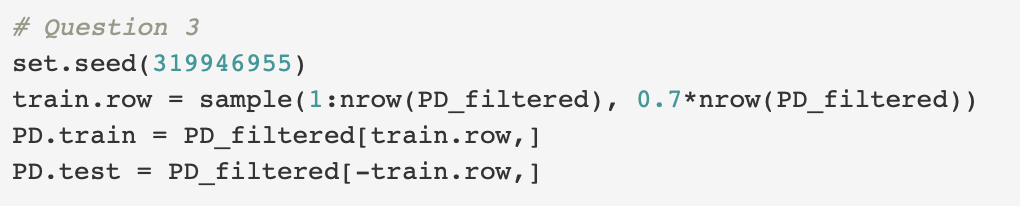 # Question 3
set.seed(319946955)
train.row = sample(1:nrow(PD_filtered), 0.7*nrow(PD_filtered))
PD.train = PD_filtered[train.row,]
PD.test = PD_filtered[-train.row,]